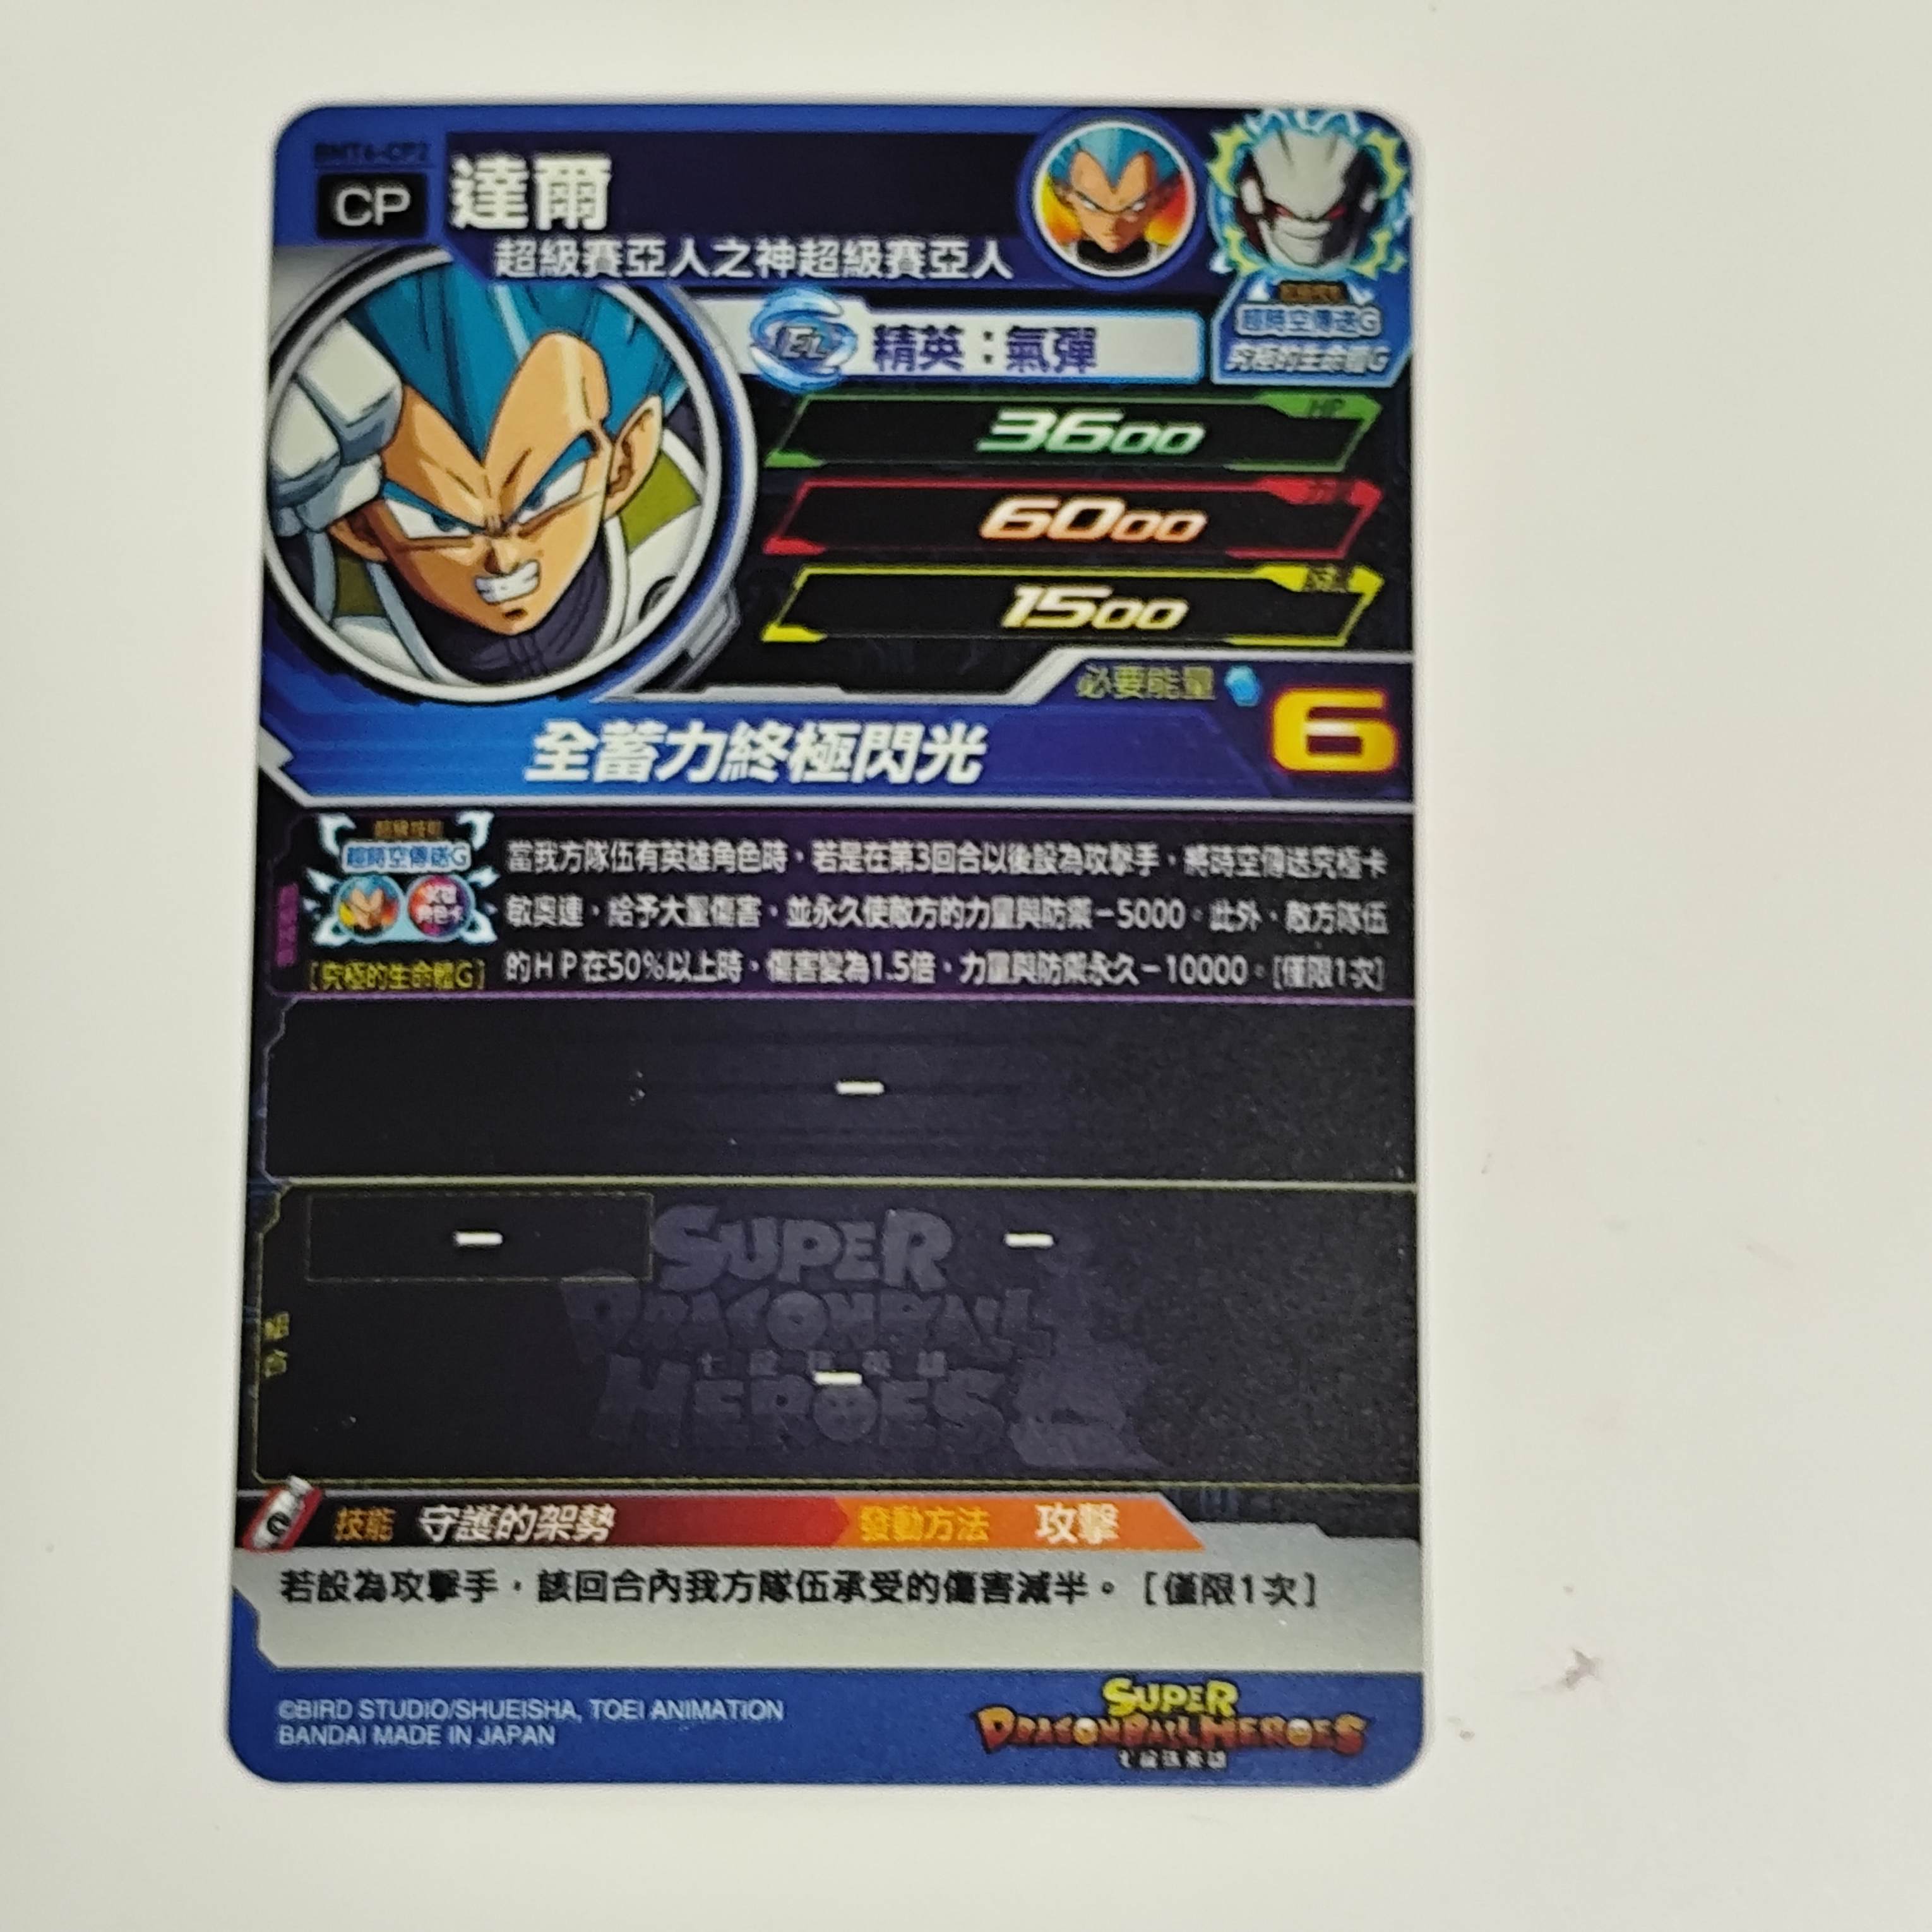 BMT6-CP2
CP
達爾
超級賽亞人之神超級賽亞人
超時空傳送G
究極的生命體G
EL
精英：氣彈
HP
3600
6000
1500
必要能量
6
全蓄力終極閃光
超時空傳送G
[究極的生命體G]
當我方隊伍有英雄角色時，若是在第3回合以後設為攻擊手，將時空傳送究極卡
敏奧連，給予大量傷害，並永久使敵方的力量與防禦－5000。此外，敵方隊伍
的HP在50%以上時，傷害變為1.5倍，力量與防禦永久－10000。[僅限1次]
－
－
－
組合
－
SUPER
DRAGONBALL
HEROES
技能 守護的架勢 發動方法 攻擊
若設為攻擊手，該回合內我方隊伍承受的傷害減半。[僅限1次]
©BIRD STUDIO/SHUEISHA, TOEI ANIMATION
BANDAI MADE IN JAPAN
SUPER
DRAGONBALL HEROES
七龍珠英雄